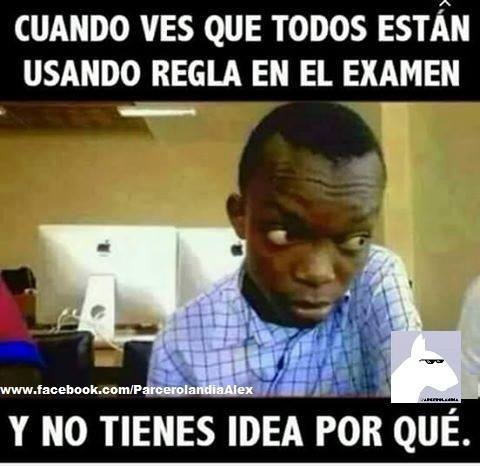 CUANDO VES QUE TODOS ESTÁN
USANDO REGLA EN EL EXAMEN
www.facebook.com/ParcerolandiaAlex
PARCEROLANDIA
Y NO TIENES IDEA POR QUÉ.